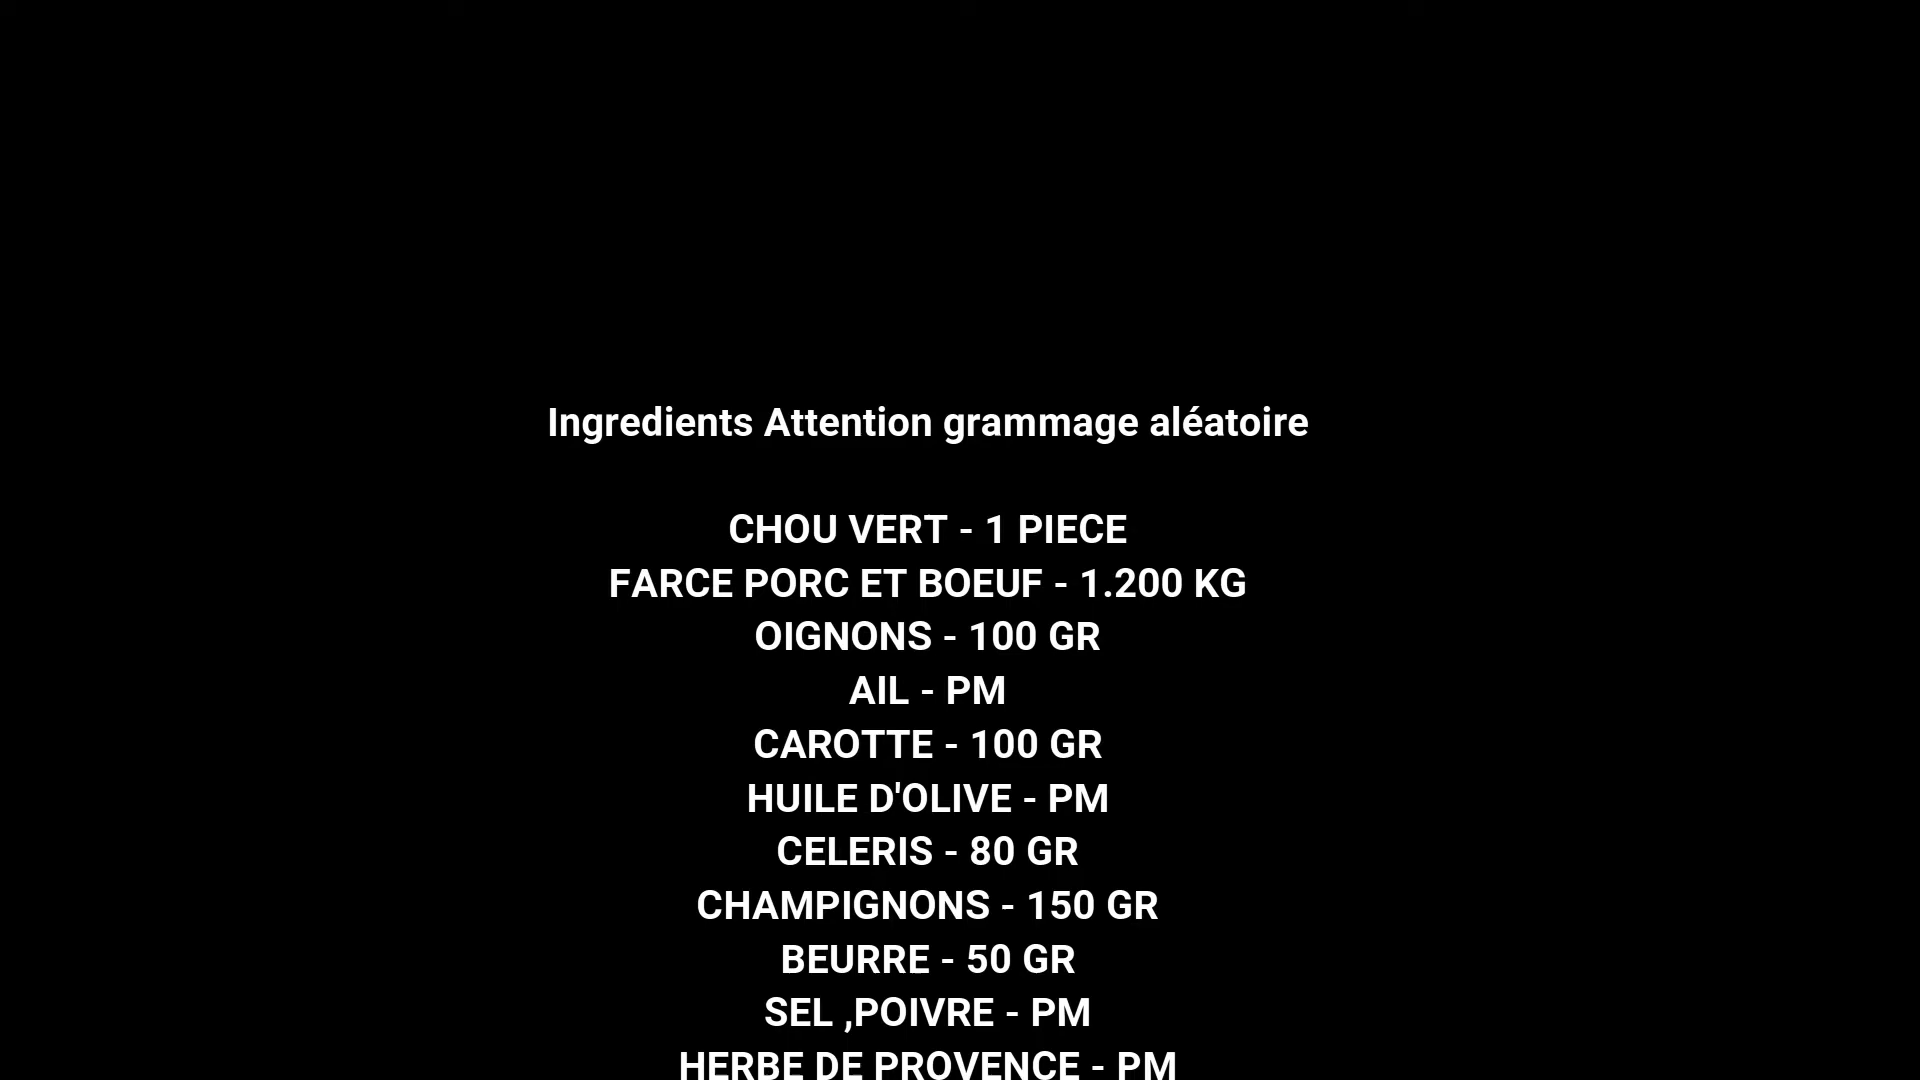 Ingredients Attention grammage aléatoire
CHOU VERT - 1 PIECE
FARCE PORC ET BOEUF - 1.200 KG
OIGNONS - 100 GR
AIL - PM
CAROTTE - 100 GR
HUILE D'OLIVE - PM
CELERIS - 80 GR
CHAMPIGNONS - 150 GR
BEURRE - 50 GR
SEL ,POIVRE - PM
HERBE DE PROVENCE - PM